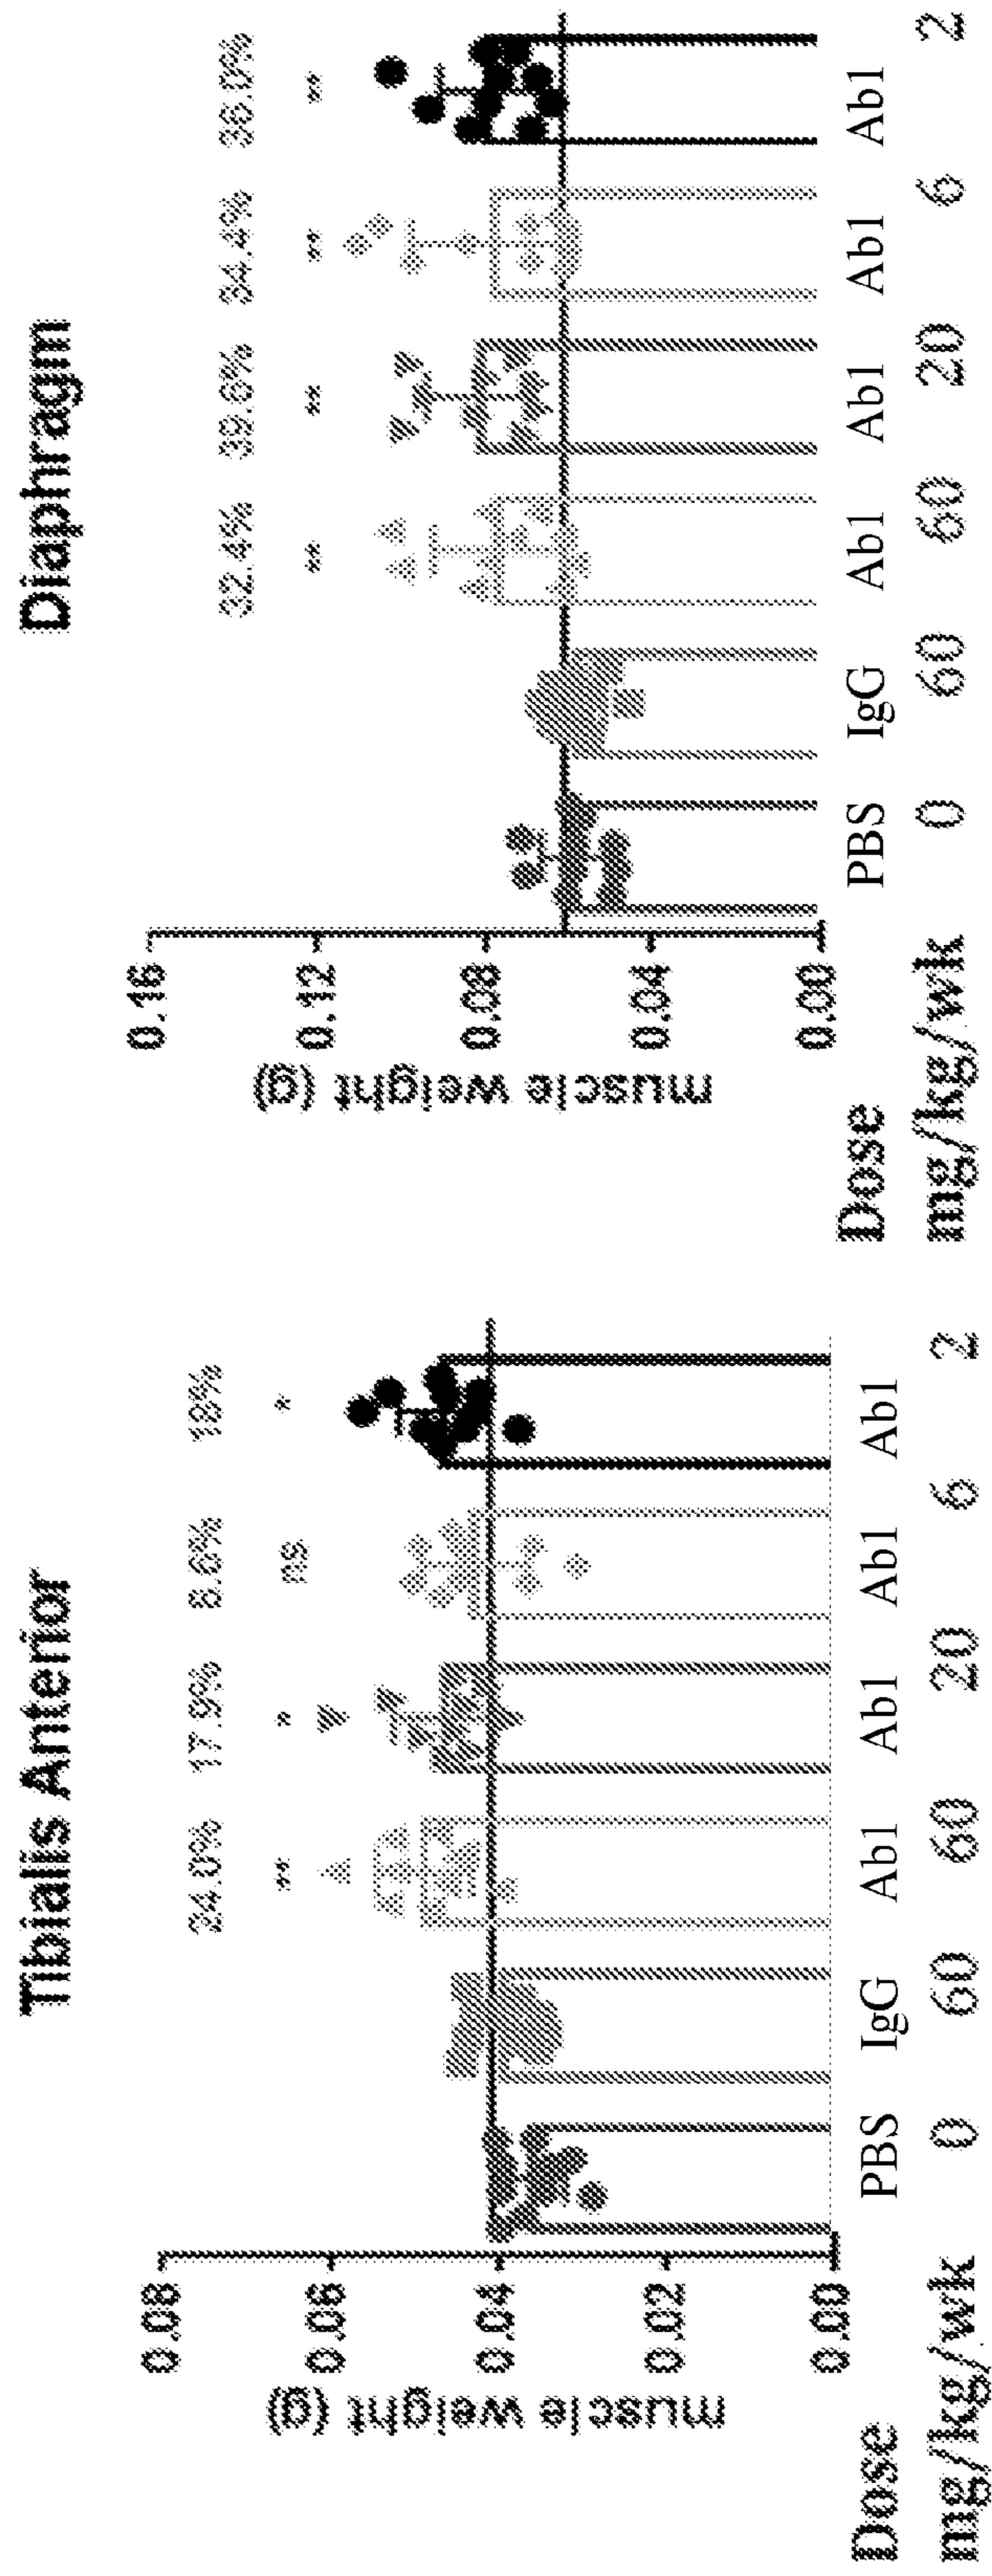 Tibialis Anterior
24.0% 17.9% 8.6% 18%
** * ns *
muscle weight (g)
0.08
0.06
0.04
0.02
0.00
PBS IgG Ab1 Ab1 Ab1 Ab1
Dose
mg/kg/wk 0 60 60 20 6 2
Diaphragm
32.4% 39.8% 34.4% 36.0%
** ** ** **
muscle weight (g)
0.16
0.12
0.08
0.04
0.00
PBS IgG Ab1 Ab1 Ab1 Ab1
Dose
mg/kg/wk 0 60 60 20 6 2